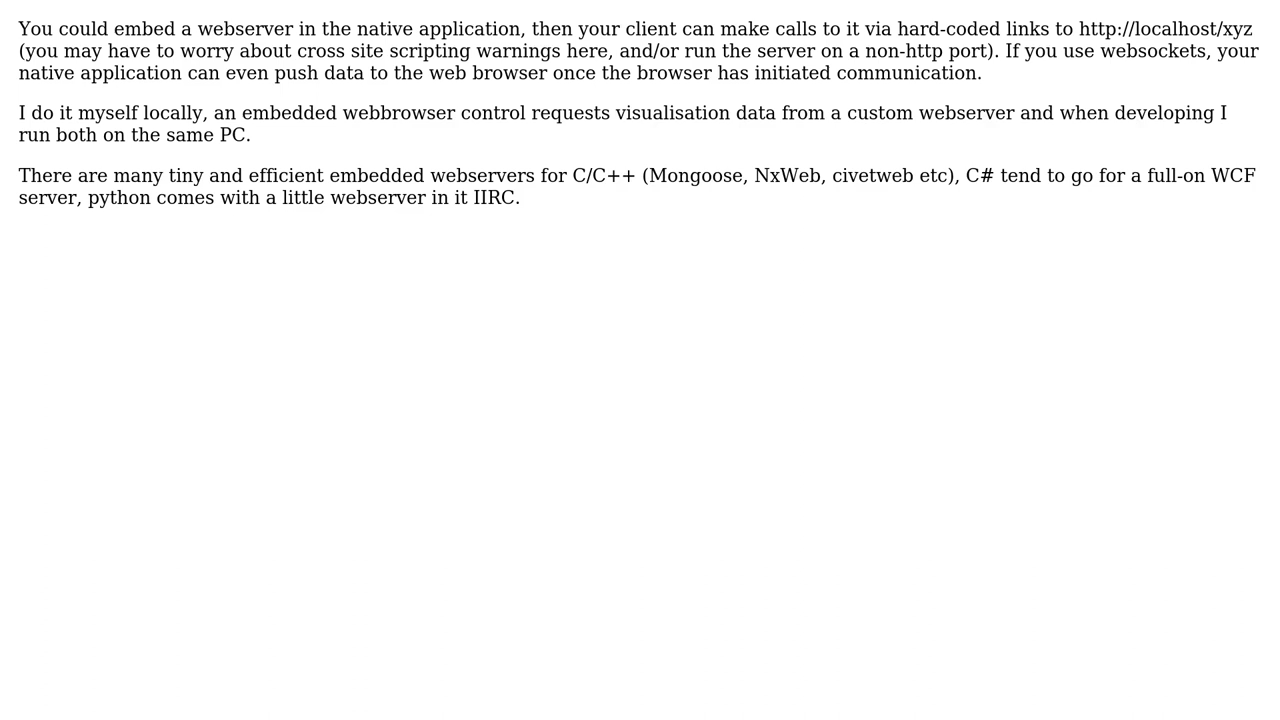 You could embed a webserver in the native application, then your client can make calls to it via hard-coded links to http://localhost/xyz
(you may have to worry about cross site scripting warnings here, and/or run the server on a non-http port). If you use websockets, your
native application can even push data to the web browser once the browser has initiated communication.
I do it myself locally, an embedded webbrowser control requests visualisation data from a custom webserver and when developing I
run both on the same PC.
There are many tiny and efficient embedded webservers for C/C++ (Mongoose, NxWeb, civetweb etc), C# tend to go for a full-on WCF
server, python comes with a little webserver in it IIRC.